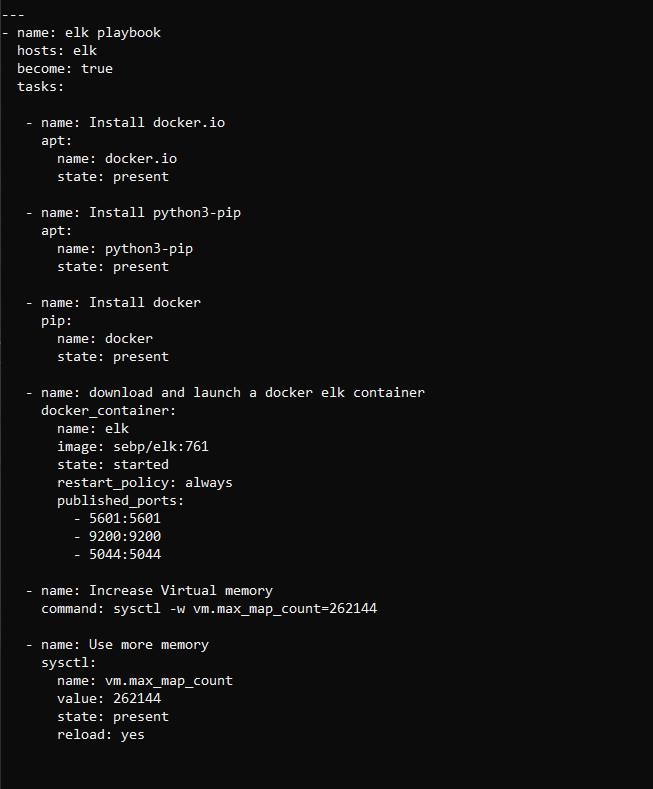 ---
- name: elk playbook
  hosts: elk
  become: true
  tasks:

   - name: Install docker.io
     apt:
       name: docker.io
       state: present

   - name: Install python3-pip
     apt:
       name: python3-pip
       state: present

   - name: Install docker
     pip:
       name: docker
       state: present

   - name: download and launch a docker elk container
     docker_container:
       name: elk
       image: sebp/elk:761
       state: started
       restart_policy: always
       published_ports:
         - 5601:5601
         - 9200:9200
         - 5044:5044

   - name: Increase Virtual memory
     command: sysctl -w vm.max_map_count=262144

   - name: Use more memory
     sysctl:
       name: vm.max_map_count
       value: 262144
       state: present
       reload: yes